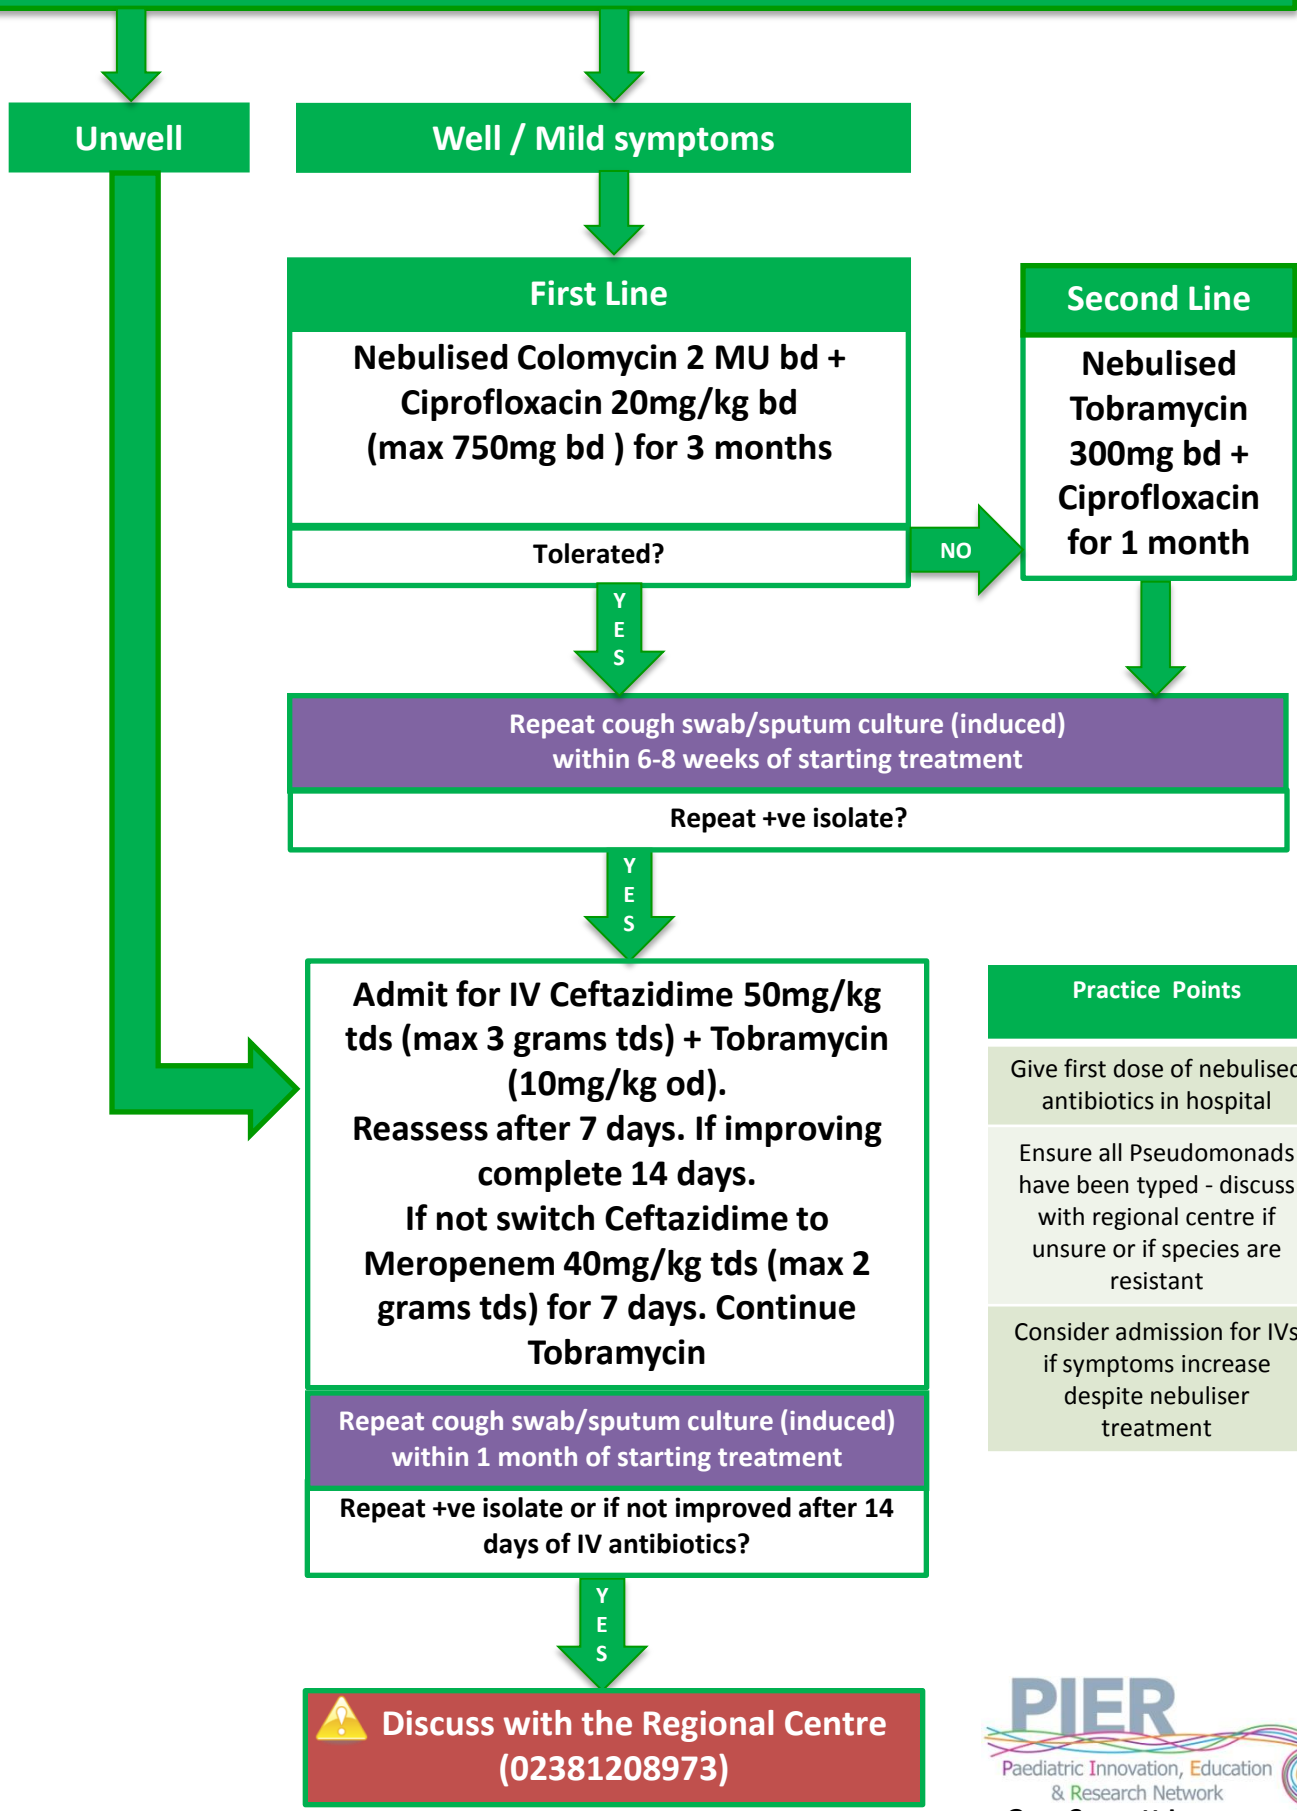 Unwell
Well / Mild symptoms
First Line
Nebulised Colomycin 2 MU bd +
Ciprofloxacin 20mg/kg bd
(max 750mg bd ) for 3 months
Tolerated?
NO
Second Line
Nebulised
Tobramycin
300mg bd +
Ciprofloxacin
for 1 month
Y
E
S
Repeat cough swab/sputum culture (induced)
within 6-8 weeks of starting treatment
Repeat +ve isolate?
Y
E
S
Admit for IV Ceftazidime 50mg/kg
tds (max 3 grams tds) + Tobramycin
(10mg/kg od).
Reassess after 7 days. If improving
complete 14 days.
If not switch Ceftazidime to
Meropenem 40mg/kg tds (max 2
grams tds) for 7 days. Continue
Tobramycin
Repeat cough swab/sputum culture (induced)
within 1 month of starting treatment
Repeat +ve isolate or if not improved after 14
days of IV antibiotics?
Y
E
S
Discuss with the Regional Centre
(02381208973)
Practice Points
Give first dose of nebulised
antibiotics in hospital
Ensure all Pseudomonads
have been typed - discuss
with regional centre if
unsure or if species are
resistant
Consider admission for IVs
if symptoms increase
despite nebuliser
treatment
PIER
Paediatric Innovation, Education
& Research Network